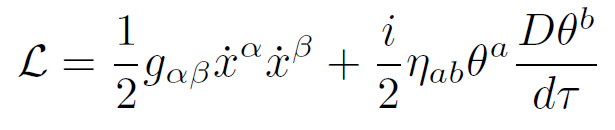 $\mathcal{L} = \frac{1}{2} g_{\alpha\beta} \dot{x}^{\alpha} \dot{x}^{\beta} + \frac{i}{2} \eta_{ab} \theta^{a} \frac{D\theta^{b}}{d\tau}$